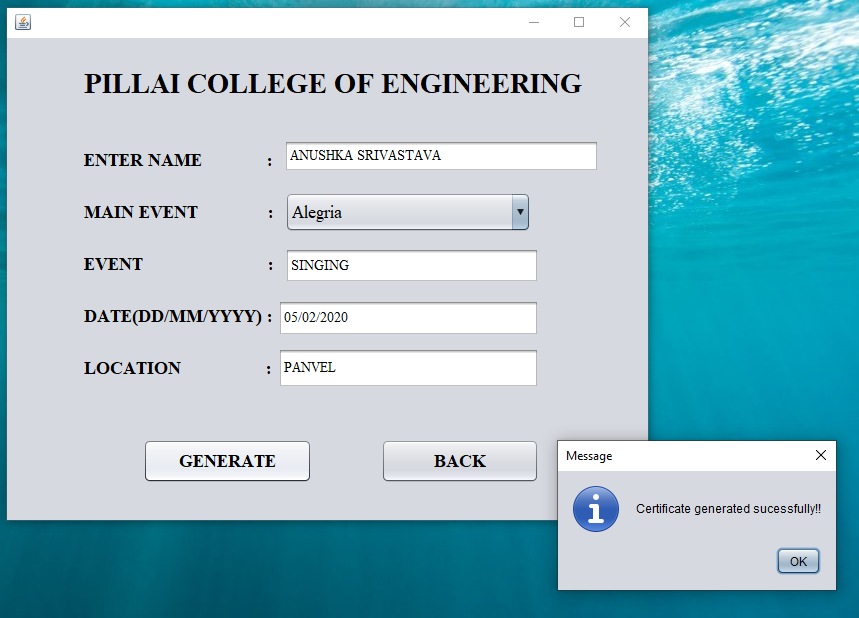 PILLAI COLLEGE OF ENGINEERING
ENTER NAME : ANUSHKA SRIVASTAVA
MAIN EVENT : Alegria
EVENT : SINGING
DATE(DD/MM/YYYY) : 05/02/2020
LOCATION : PANVEL
GENERATE BACK
Message
Certificate generated sucessfully!!
OK